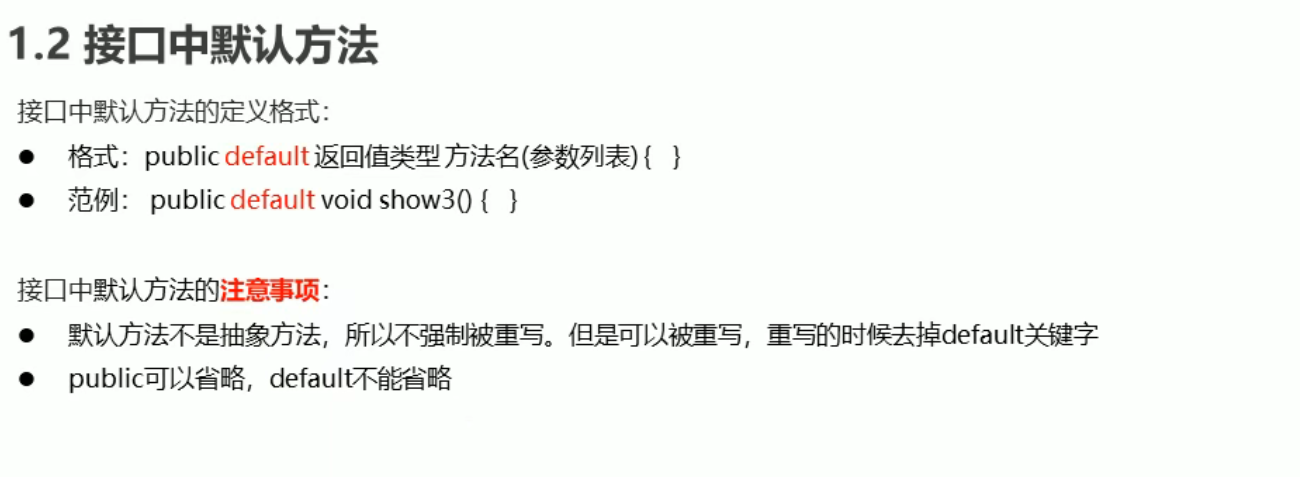 1.2 接口中默认方法
接口中默认方法的定义格式：
● 格式：public default 返回值类型 方法名(参数列表) { }
● 范例： public default void show3() { }
接口中默认方法的注意事项：
● 默认方法不是抽象方法，所以不强制被重写。但是可以被重写，重写的时候去掉default关键字
● public可以省略，default不能省略